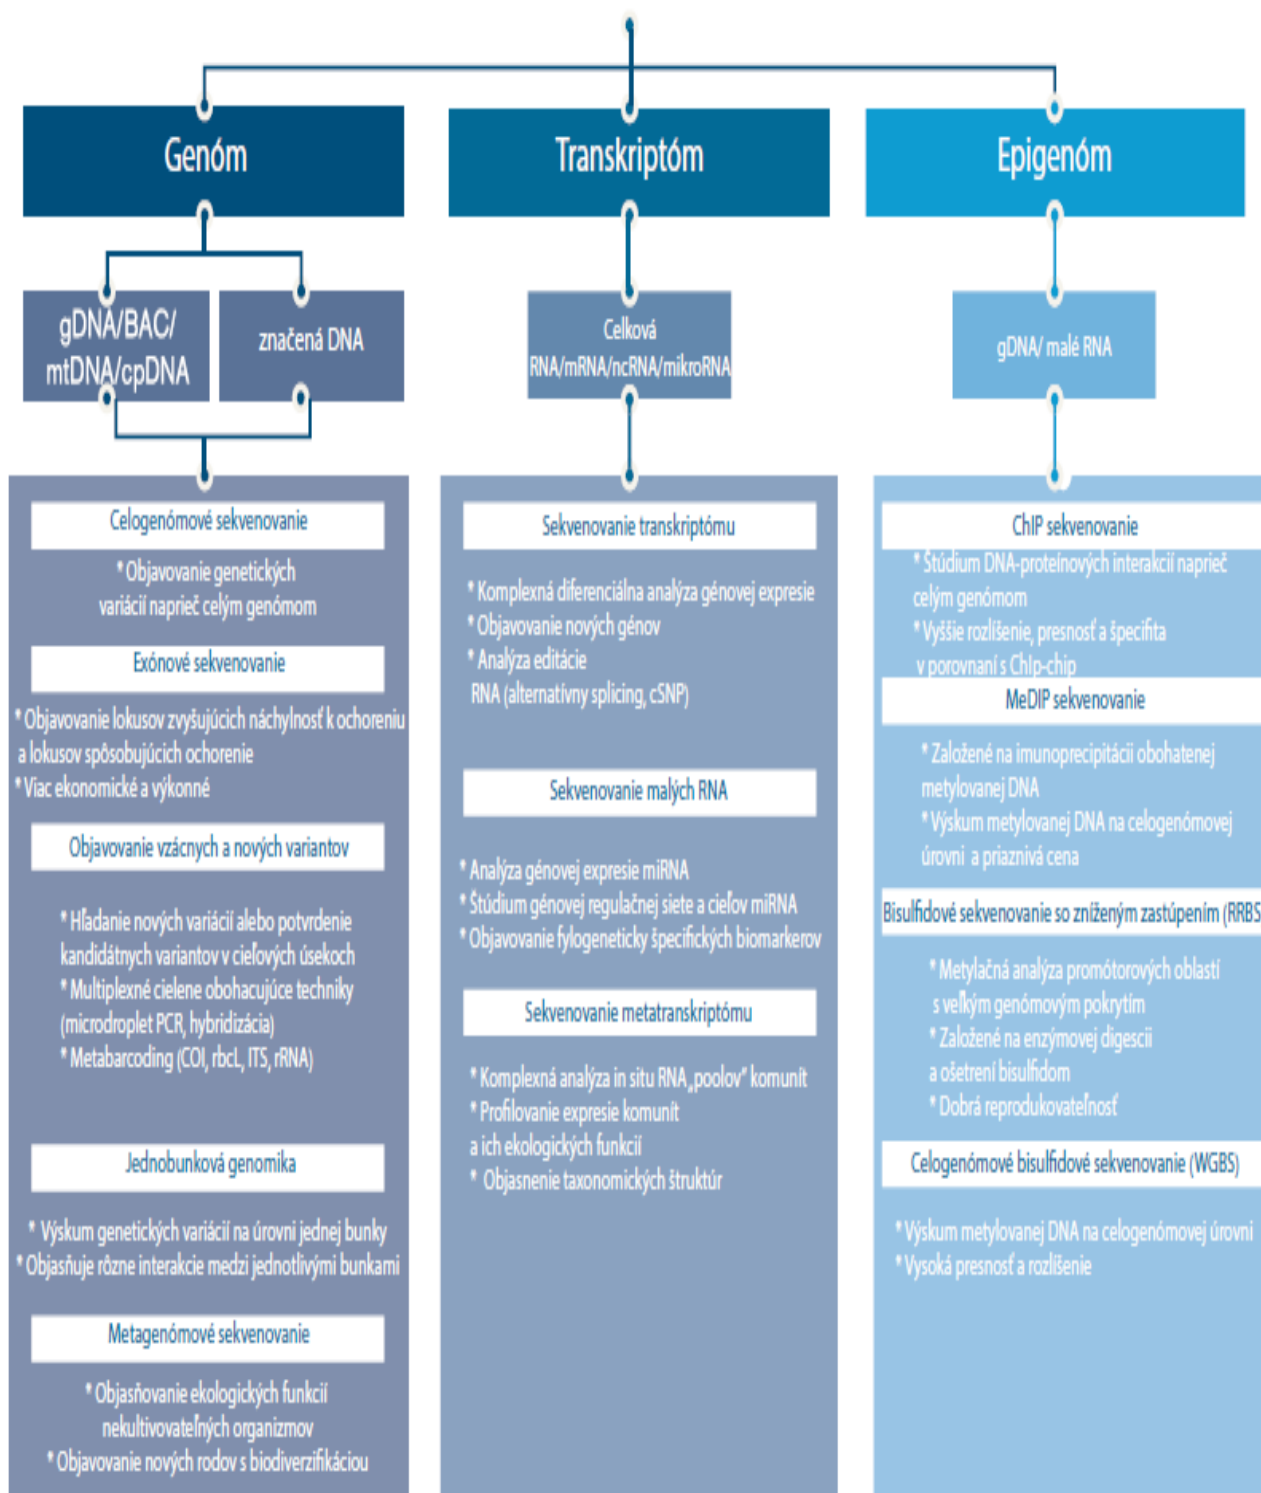 Genóm
gDNA/BAC/
mtDNA/cpDNA
značená DNA
Celogenómové sekvenovanie
* Objavovanie genetických
variácií naprieč celým genómom
Exónové sekvenovanie
* Objavovanie lokusov zvyšujúcich náchylnosť k ochoreniu
a lokusov spôsobujúcich ochorenie
* Viac ekonomické a výkonné
Objavovanie vzácnych a nových variantov
* Hľadanie nových variácií alebo potvrdenie
kandidátnych variantov v cieľových úsekoch
* Multiplexné cielene obohacujúce techniky
(microdroplet PCR, hybridizácia)
* Metabarcoding (COI, rbcL, ITS, rRNA)
Jednobunková genomika
* Výskum genetických variácií na úrovni jednej bunky
* Objasňuje rôzne interakcie medzi jednotlivými bunkami
Metagenómové sekvenovanie
* Objasňovanie ekologických funkcií
nekultivovateľných organizmov
* Objavovanie nových rodov s biodiverzifikáciou
Transkriptóm
Celková
RNA/mRNA/ncRNA/mikroRNA
Sekvenovanie transkriptómu
* Komplexná diferenciálna analýza génovej expresie
* Objavovanie nových génov
* Analýza editácie
RNA (alternatívny splicing, cSNP)
Sekvenovanie malých RNA
* Analýza génovej expresie miRNA
* Štúdium génovej regulačnej siete a cieľov miRNA
* Objavovanie fylogeneticky špecifických biomarkerov
Sekvenovanie metatranskriptómu
* Komplexná analýza in situ RNA „poolov” komunít
* Profilovanie expresie komunít
a ich ekologických funkcií
* Objasnenie taxonomických štruktúr
Epigenóm
gDNA/ malé RNA
ChIP sekvenovanie
* Štúdium DNA-proteínových interakcií naprieč
celým genómom
* Vyššie rozlíšenie, presnosť a špecifita
v porovnaní s ChIp-chip
MeDIP sekvenovanie
* Založené na imunoprecipitácii obohatenej
metylovanej DNA
* Výskum metylovanej DNA na celogenómovej
úrovni a priaznivá cena
Bisulfidové sekvenovanie so zníženým zastúpením (RRBS
* Metylačná analýza promótorových oblastí
s veľkým genómovým pokrytím
* Založené na enzýmovej digescii
a ošetrení bisulfidom
* Dobrá reprodukovateľnosť
Celogenómové bisulfidové sekvenovanie (WGBS)
* Výskum metylovanej DNA na celogenómovej úrovni
* Vysoká presnosť a rozlíšenie